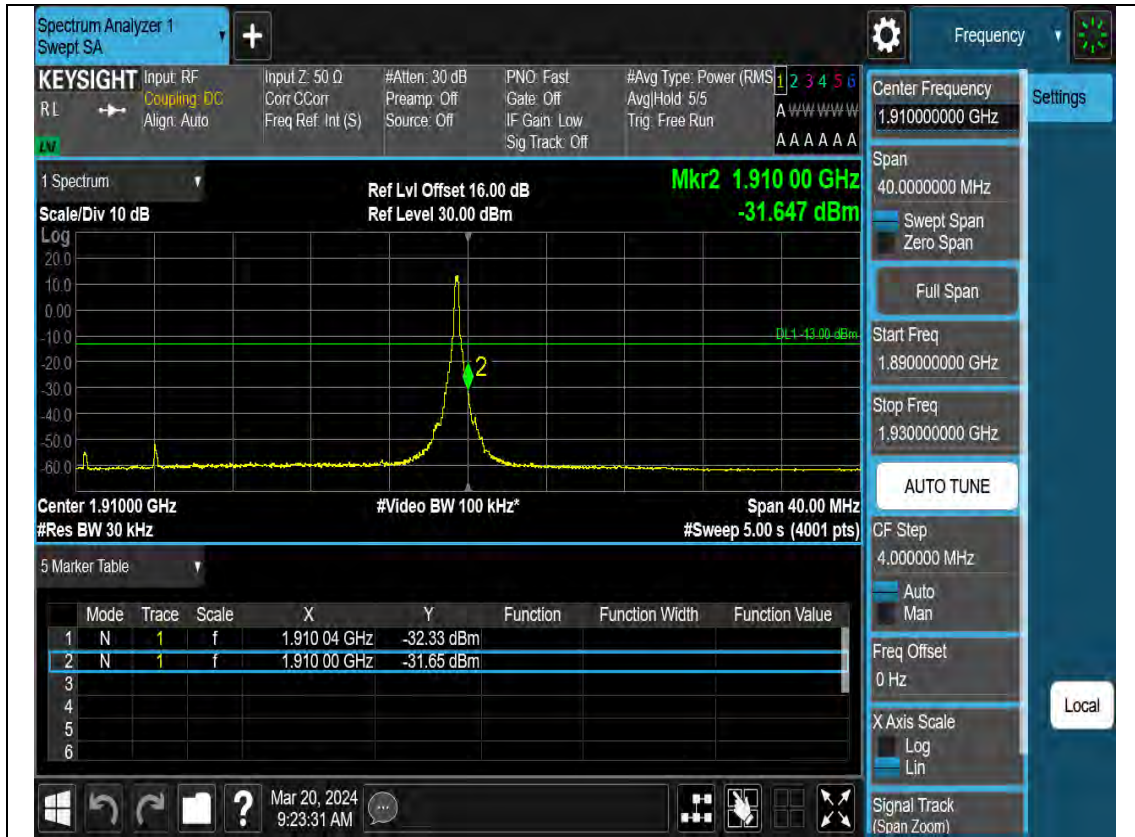 Spectrum Analyzer 1
Swept SA
+
Frequency
KEYSIGHT
RL
Input: RF
Coupling: DC
Align: Auto
Input Z: 50 Ω
Corr CCorr
Freq Ref: Int (S)
#Atten: 30 dB
Preamp: Off
Source: Off
PNO: Fast
Gate: Off
IF Gain: Low
Sig Track: Off
#Avg Type: Power (RMS
Avg|Hold: 5/5
Trig: Free Run
1 2 3 4 5 6
A W W W W W
A A A A A A
1 Spectrum
Scale/Div 10 dB
Ref Lvl Offset 16.00 dB
Ref Level 30.00 dBm
Mkr2 1.910 00 GHz
-31.647 dBm
Log
20.0
10.0
0.00
-10.0
-20.0
-30.0
-40.0
-50.0
-60.0
DL1 -13.00 dBm
2
Center 1.91000 GHz
#Res BW 30 kHz
#Video BW 100 kHz*
Span 40.00 MHz
#Sweep 5.00 s (4001 pts)
5 Marker Table
Mode Trace Scale X Y Function Function Width Function Value
1 N 1 f 1.910 04 GHz -32.33 dBm
2 N 1 f 1.910 00 GHz -31.65 dBm
3
4
5
6
Mar 20, 2024
9:23:31 AM
Center Frequency
1.910000000 GHz
Settings
Span
40.0000000 MHz
Swept Span
Zero Span
Full Span
Start Freq
1.890000000 GHz
Stop Freq
1.930000000 GHz
AUTO TUNE
CF Step
4.000000 MHz
Auto
Man
Freq Offset
0 Hz
X Axis Scale
Log
Lin
Signal Track
(Span Zoom)
Local